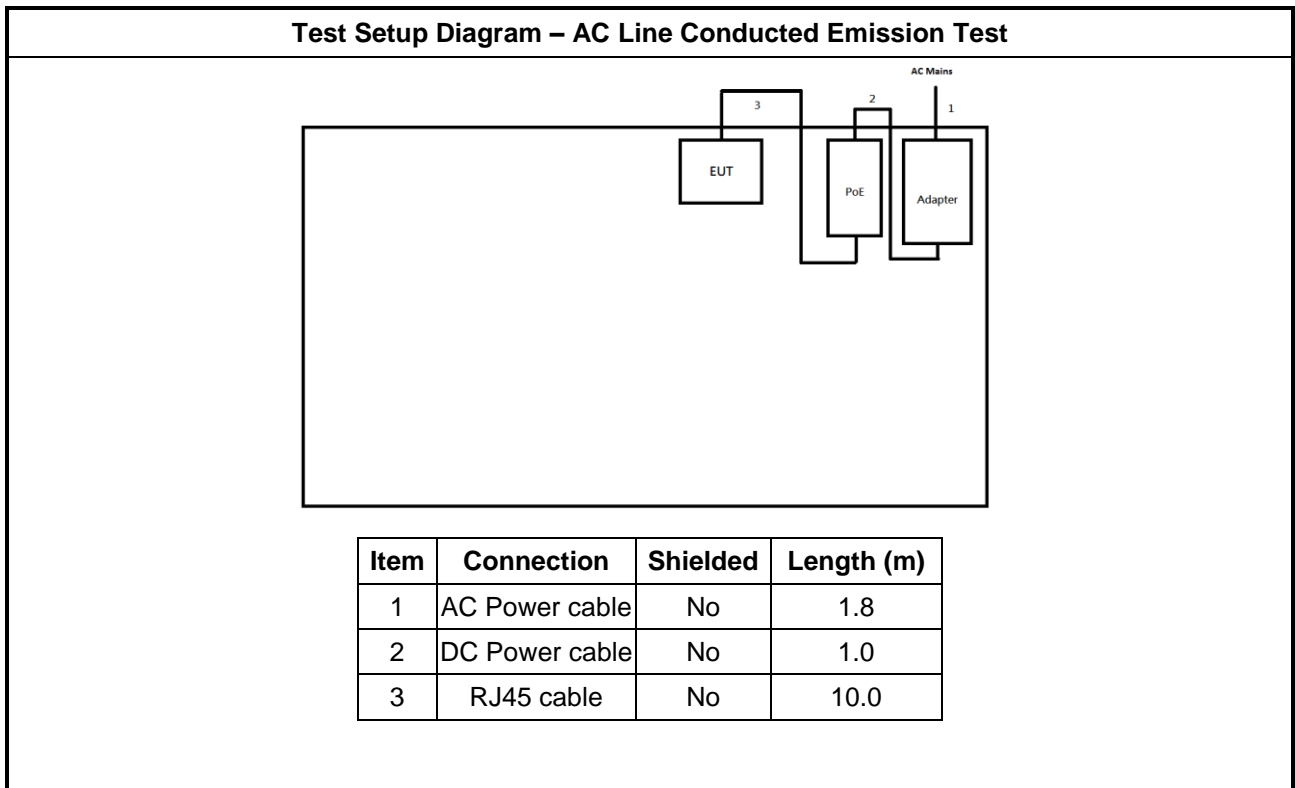 Test Setup Diagram – AC Line Conducted Emission Test
AC Mains
3
2
1
EUT
PoE
Adapter
Item Connection Shielded Length (m)
1 AC Power cable No 1.8
2 DC Power cable No 1.0
3 RJ45 cable No 10.0